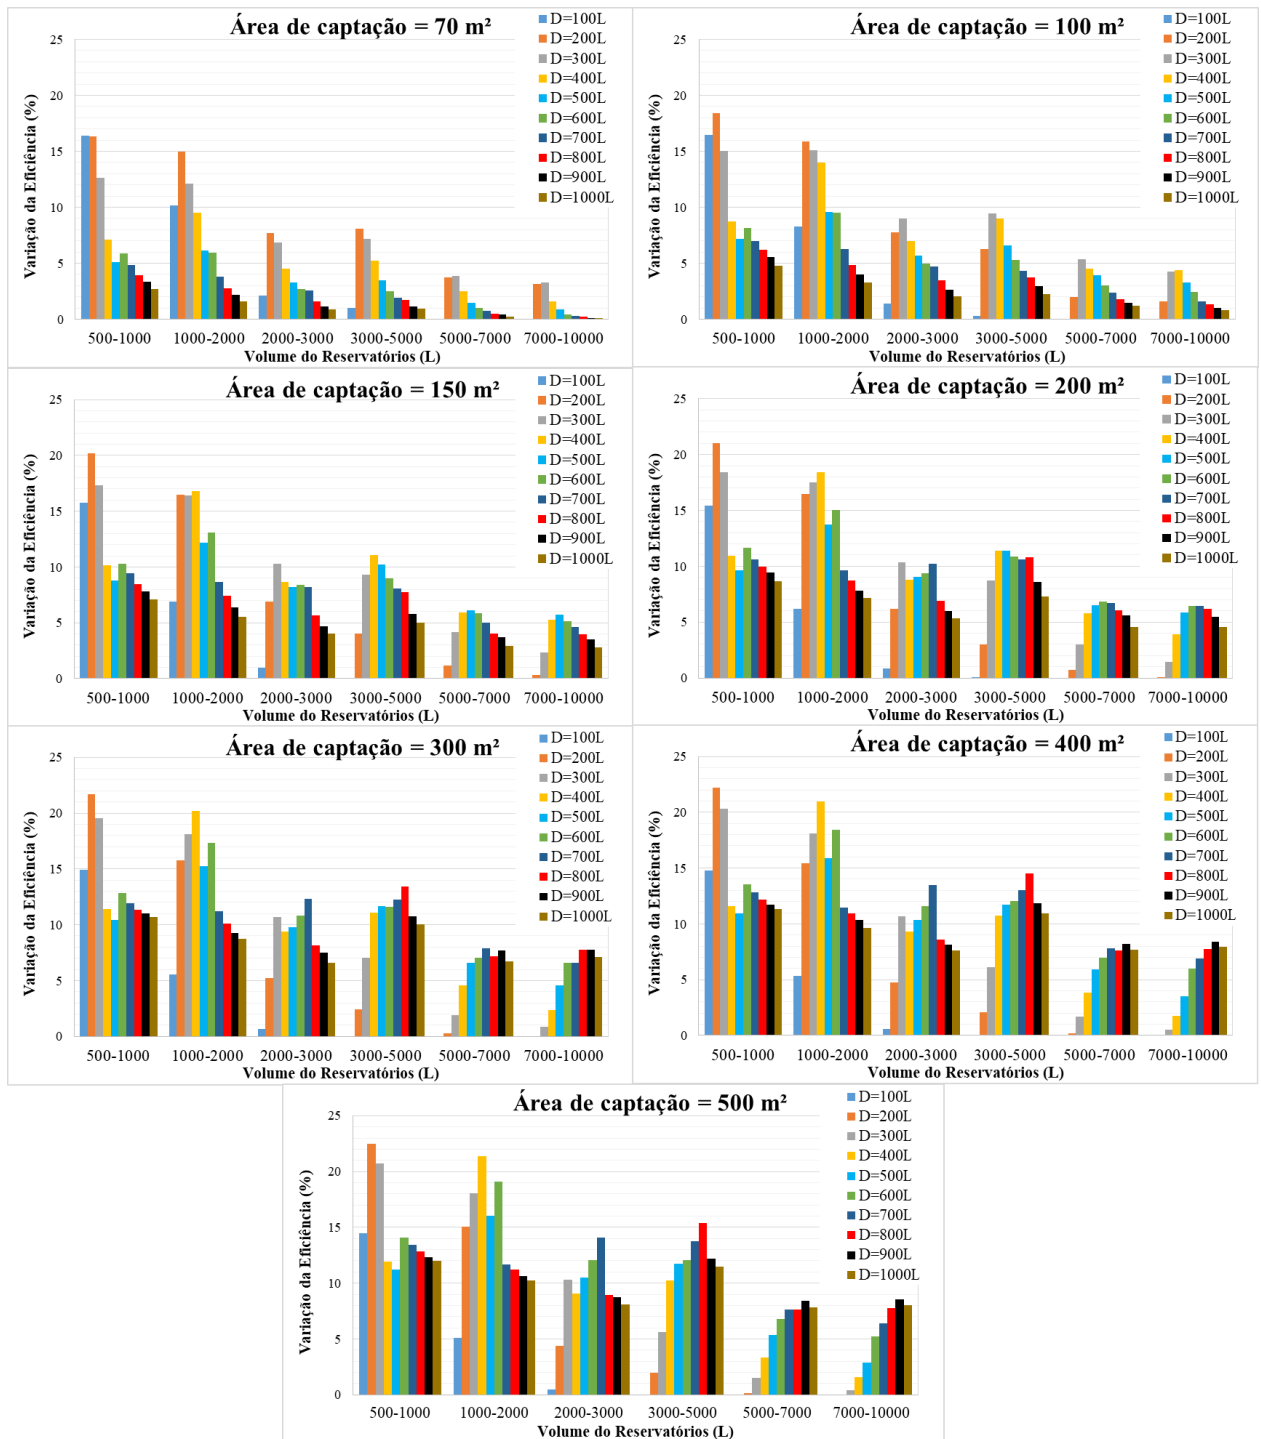 Área de captação = 70 m²
Variação da Eficiência (%)
25
20
15
10
5
0
500-1000 1000-2000 2000-3000 3000-5000 5000-7000 7000-10000
Volume do Reservatórios (L)
D=100L
D=200L
D=300L
D=400L
D=500L
D=600L
D=700L
D=800L
D=900L
D=1000L
Área de captação = 100 m²
Variação da Eficiência (%)
25
20
15
10
5
0
500-1000 1000-2000 2000-3000 3000-5000 5000-7000 7000-10000
Volume do Reservatórios (L)
D=100L
D=200L
D=300L
D=400L
D=500L
D=600L
D=700L
D=800L
D=900L
D=1000L
Área de captação = 150 m²
Variação da Eficiência (%)
25
20
15
10
5
0
500-1000 1000-2000 2000-3000 3000-5000 5000-7000 7000-10000
Volume do Reservatórios (L)
D=100L
D=200L
D=300L
D=400L
D=500L
D=600L
D=700L
D=800L
D=900L
D=1000L
Área de captação = 200 m²
Variação da Eficiência (%)
25
20
15
10
5
0
500-1000 1000-2000 2000-3000 3000-5000 5000-7000 7000-10000
Volume do Reservatórios (L)
D=100L
D=200L
D=300L
D=400L
D=500L
D=600L
D=700L
D=800L
D=900L
D=1000L
Área de captação = 300 m²
Variação da Eficiência (%)
25
20
15
10
5
0
500-1000 1000-2000 2000-3000 3000-5000 5000-7000 7000-10000
Volume do Reservatórios (L)
D=100L
D=200L
D=300L
D=400L
D=500L
D=600L
D=700L
D=800L
D=900L
D=1000L
Área de captação = 400 m²
Variação da Eficiência (%)
25
20
15
10
5
0
500-1000 1000-2000 2000-3000 3000-5000 5000-7000 7000-10000
Volume do Reservatórios (L)
D=100L
D=200L
D=300L
D=400L
D=500L
D=600L
D=700L
D=800L
D=900L
D=1000L
Área de captação = 500 m²
Variação da Eficiência (%)
25
20
15
10
5
0
500-1000 1000-2000 2000-3000 3000-5000 5000-7000 7000-10000
Volume do Reservatórios (L)
D=100L
D=200L
D=300L
D=400L
D=500L
D=600L
D=700L
D=800L
D=900L
D=1000L